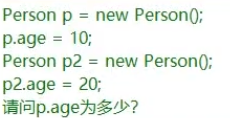 Person p = new Person();
p.age = 10;
Person p2 = new Person();
p2.age = 20;
请问p.age为多少?